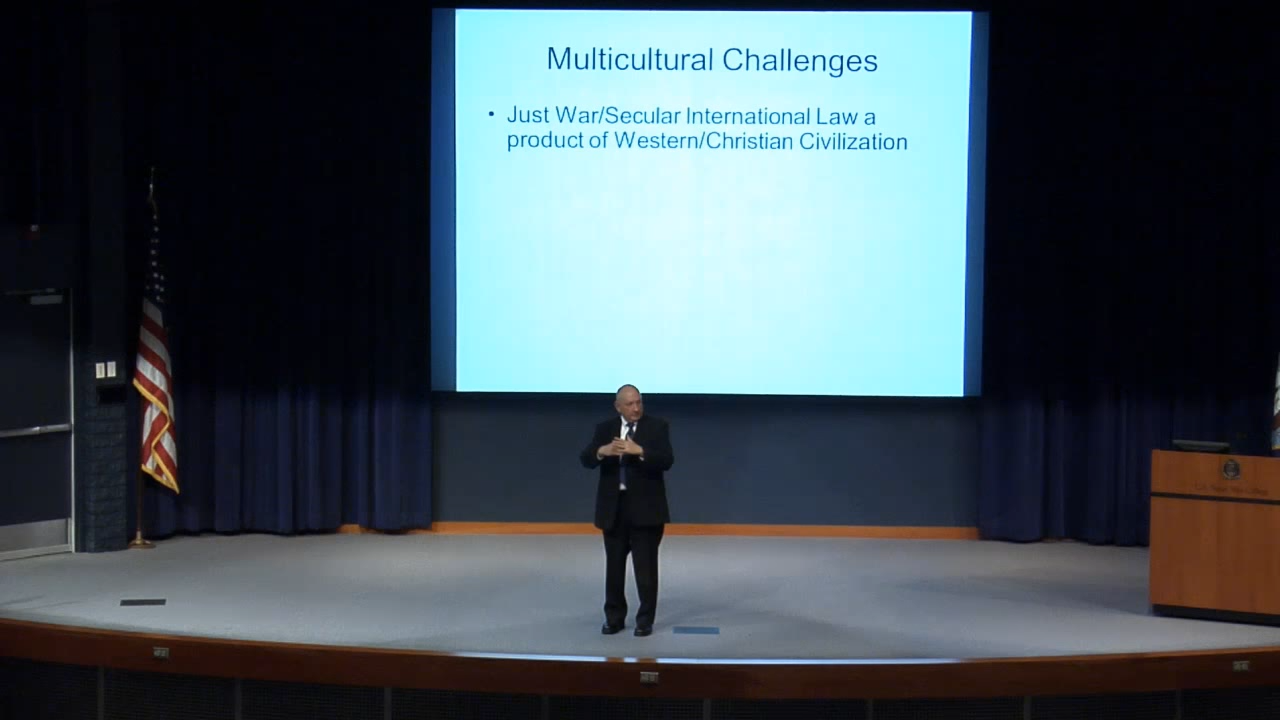 Multicultural Challenges
• Just War/Secular International Law a
product of Western/Christian Civilization